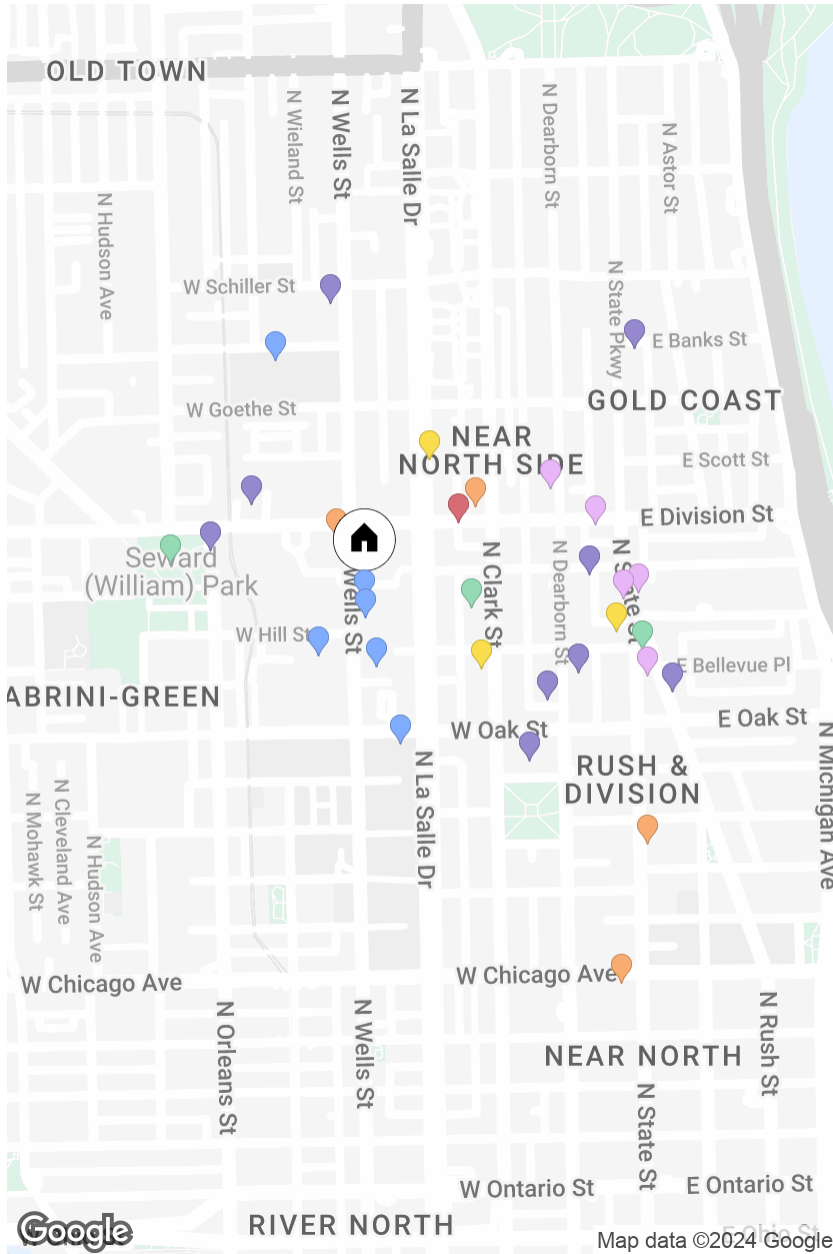 OLD TOWN
N Wieland St
N Wells St
N La Salle Dr
N Dearborn St
N Astor St
N Hudson Ave
W Schiller St
N State Pkwy
E Banks St
GOLD COAST
W Goethe St
NEAR
NORTH SIDE
E Scott St
E Division St
Seward
(William) Park
Wells St
N Clark St
N Dearborn St
N State St
W Hill St
E Bellevue Pl
ABRINI-GREEN
W Oak St
E Oak St
N Michigan Ave
RUSH &
DIVISION
N La Salle Dr
N Mohawk St
N Cleveland Ave
N Hudson Ave
W Chicago Ave
W Chicago Ave
N Orleans St
N Wells St
N Rush St
NEAR NORTH
N State St
W Ontario St
E Ontario St
RIVER NORTH
E Ohio St
Google
Map data ©2024 Google